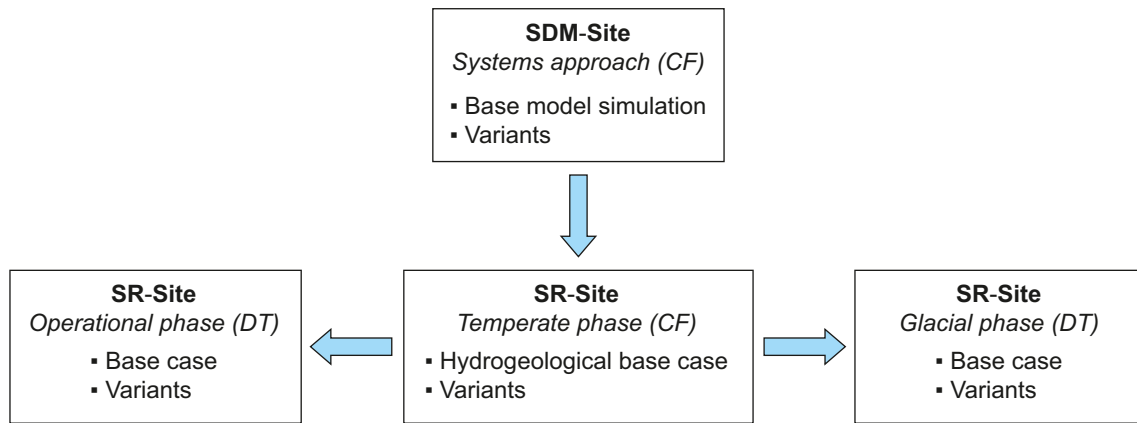 SDM-Site
Systems approach (CF)
▪ Base model simulation
▪ Variants
SR-Site
Operational phase (DT)
▪ Base case
▪ Variants
SR-Site
Temperate phase (CF)
▪ Hydrogeological base case
▪ Variants
SR-Site
Glacial phase (DT)
▪ Base case
▪ Variants